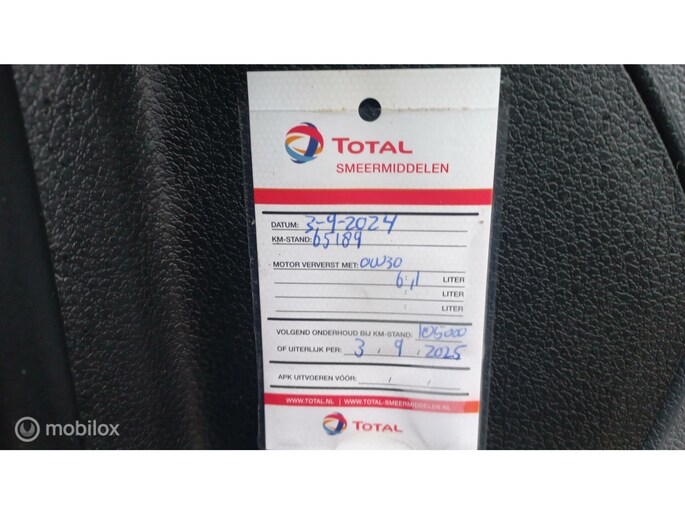 TOTAL
SMEERMIDDELEN
DATUM: 3-9-2024
KM-STAND: 65189
MOTOR VERVERST MET: 0W30
6,1 LITER
LITER
LITER
VOLGEND ONDERHOUD BIJ KM-STAND: 105000
OF UITERLIJK PER: 3, 9, 2025
APK UITVOEREN VÓÓR:
WWW.TOTAL.NL | WWW.TOTAL-SMEERMIDDELEN.NL
TOTAL
mobilox